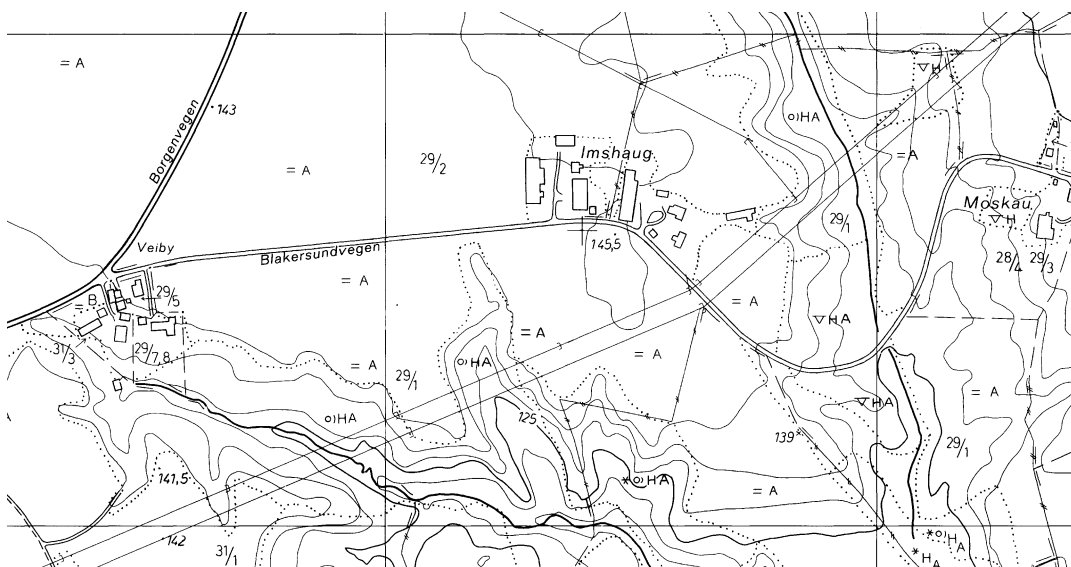 = A
Borgenvegen
143
= A
29/2
Imshaug
o) HA
▽ H
= A
Moskau
▽ H
29/1
28/4
29/3
Veiby
Blakersundvegen
145,5
= B
29/5
= A
= A
▽ HA
31/3
29/7,8
= A
= A
= A
o) HA
29/1
= A
o) HA
125
▽ HA
139
29/1
141,5
* o) HA
= A
142
31/1
* o) HA
* HA